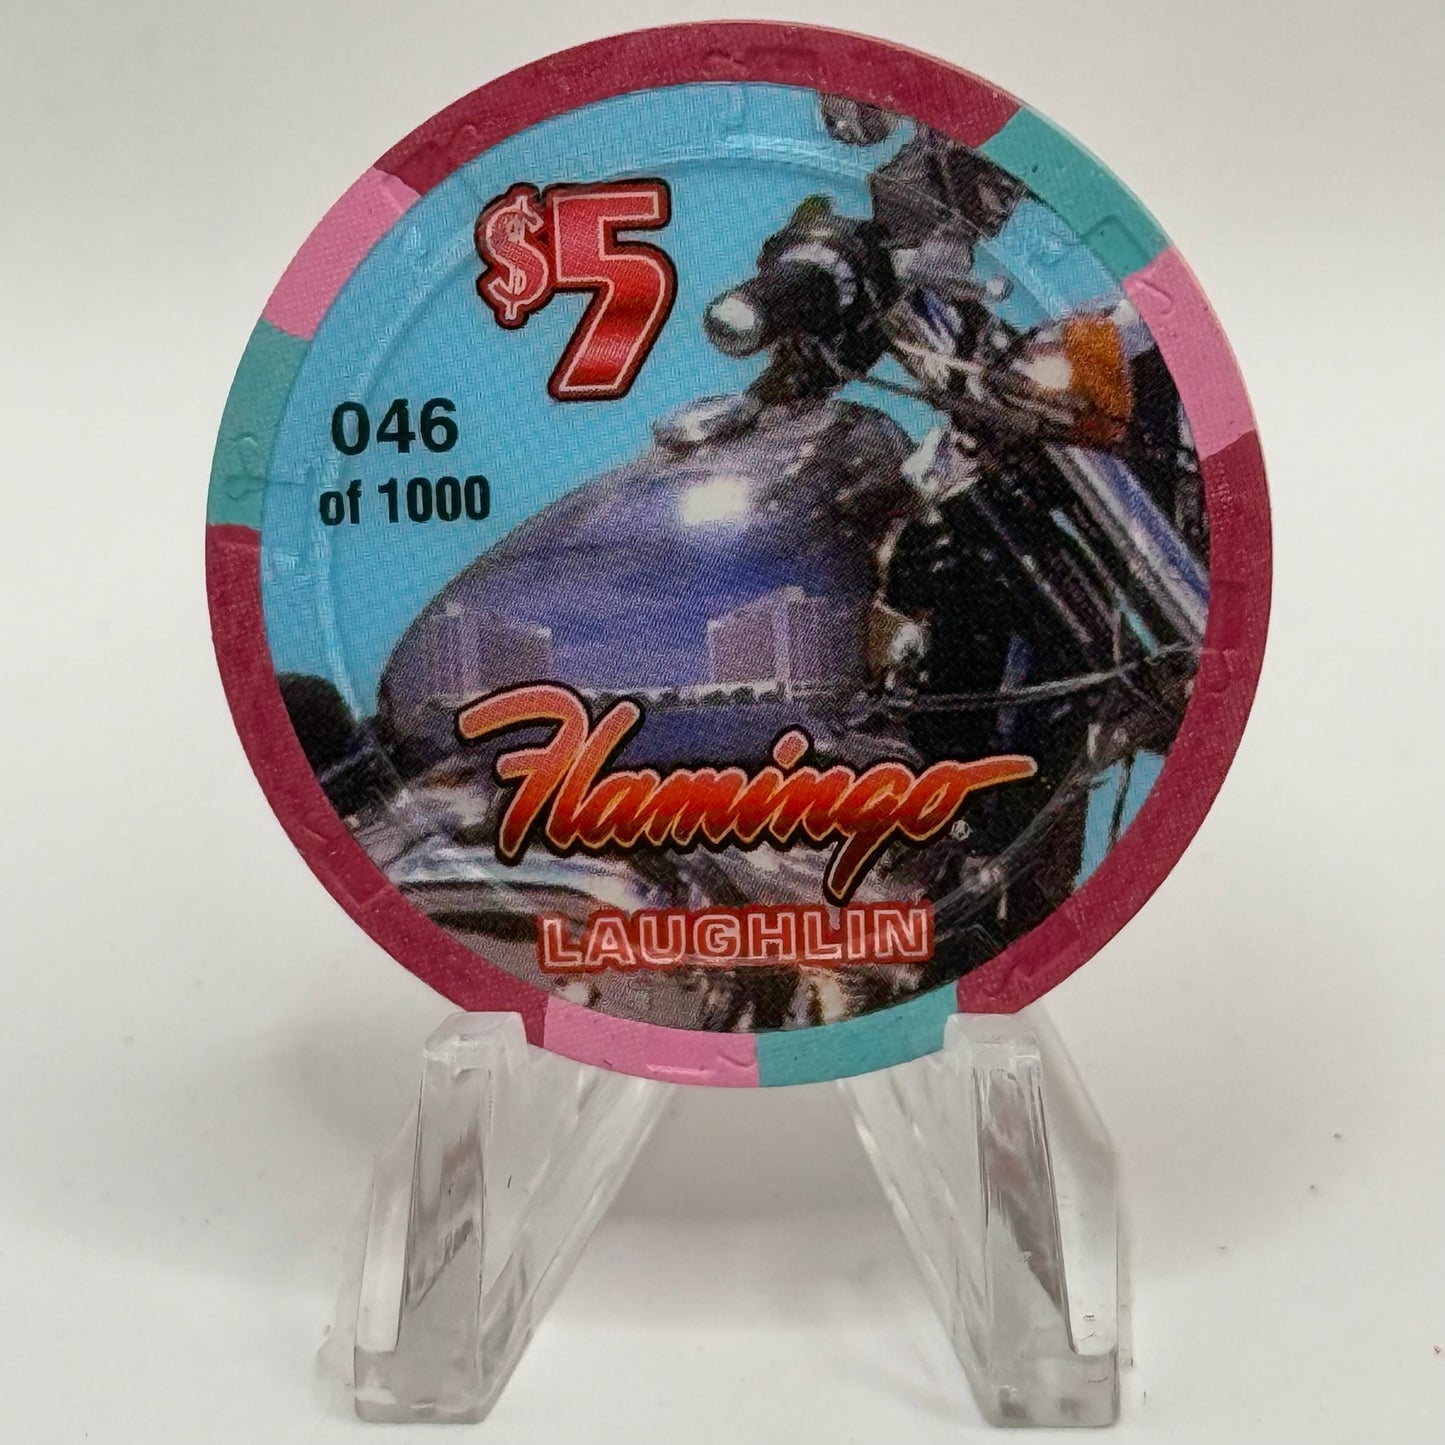 $5
046
of 1000
Flamingo®
LAUGHLIN